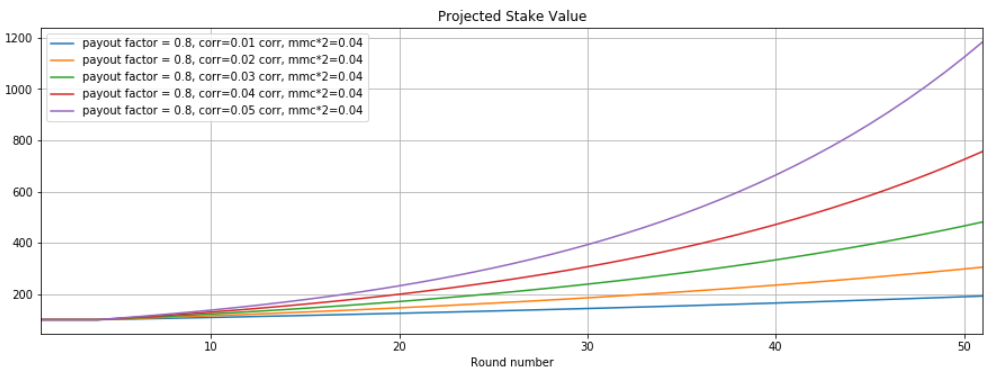 Projected Stake Value
payout factor = 0.8, corr=0.01 corr, mmc*2=0.04
payout factor = 0.8, corr=0.02 corr, mmc*2=0.04
payout factor = 0.8, corr=0.03 corr, mmc*2=0.04
payout factor = 0.8, corr=0.04 corr, mmc*2=0.04
payout factor = 0.8, corr=0.05 corr, mmc*2=0.04
1200
1000
800
600
400
200
10 20 30 40 50
Round number